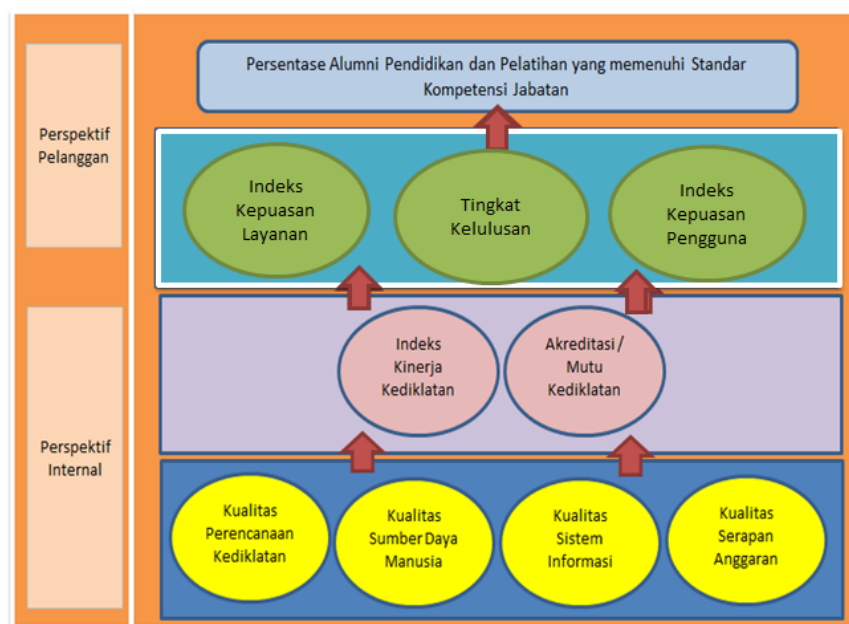 Perspektif
Pelanggan
Persentase Alumni Pendidikan dan Pelatihan yang memenuhi Standar
Kompetensi Jabatan
Indeks
Kepuasan
Layanan
Tingkat
Kelulusan
Indeks
Kepuasan
Pengguna
Perspektif
Internal
Indeks
Kinerja
Kediklatan
Akreditasi /
Mutu
Kediklatan
Kualitas
Perencanaan
Kediklatan
Kualitas
Sumber Daya
Manusia
Kualitas
Sistem
Informasi
Kualitas
Serapan
Anggaran